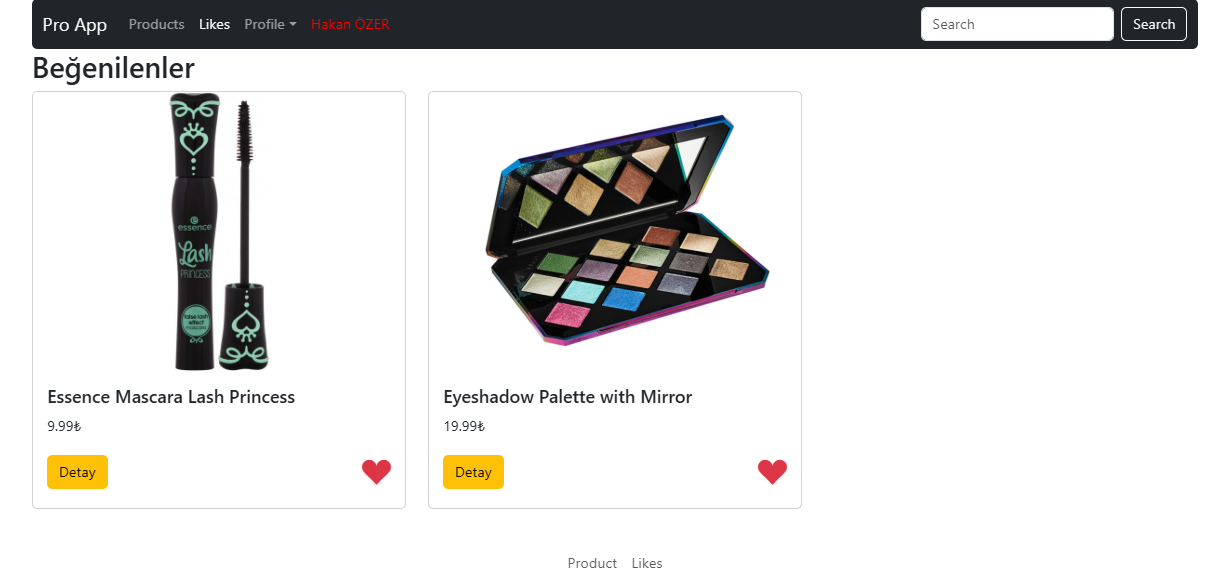 Pro App Products Likes Profile Hakan ÖZER Search Search
Beğenilenler
essence
Lash
PRINCESS
false lash
effect
mascara
Essence Mascara Lash Princess
9.99₺
Detay
Eyeshadow Palette with Mirror
19.99₺
Detay
Product Likes